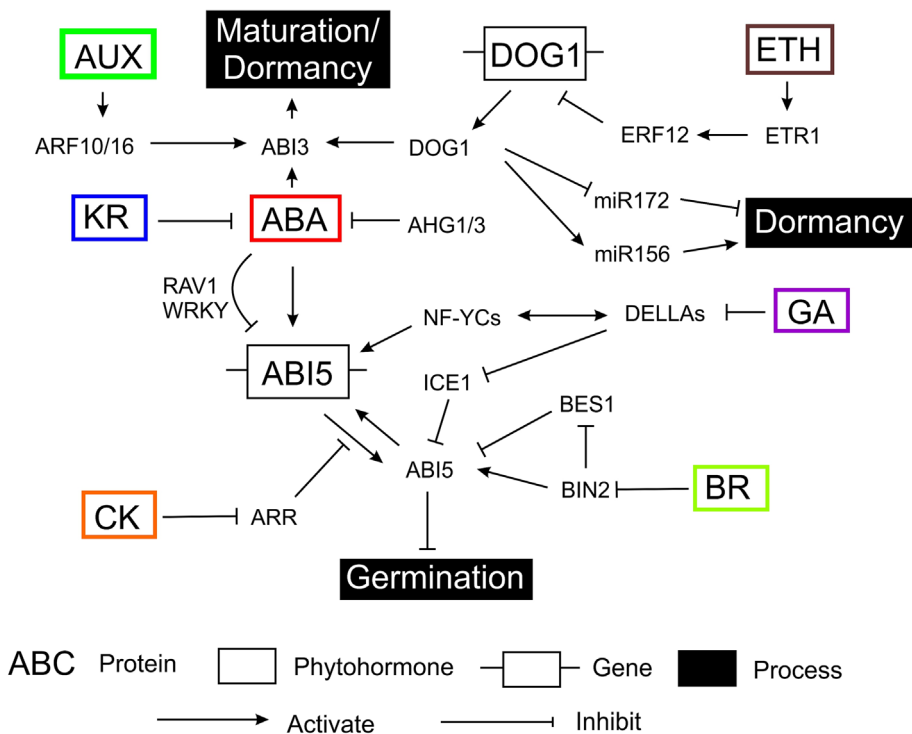 AUX
Maturation/
Dormancy
DOG1
ETH
ARF10/16
ABI3
DOG1
ERF12
ETR1
KR
ABA
AHG1/3
miR172
miR156
Dormancy
RAV1
WRKY
NF-YCs
DELLAs
GA
ABI5
ICE1
BES1
ABI5
BIN2
BR
CK
ARR
Germination
ABC Protein Phytohormone Gene Process
Activate Inhibit